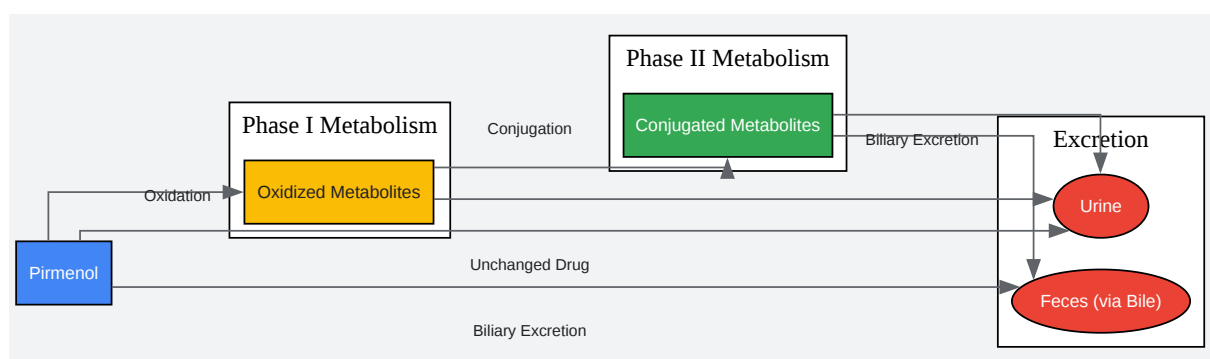 Phase II Metabolism
Conjugated Metabolites
Phase I Metabolism
Conjugation
Biliary Excretion
Excretion
Oxidation
Oxidized Metabolites
Urine
Pirmenol
Unchanged Drug
Feces (via Bile)
Biliary Excretion